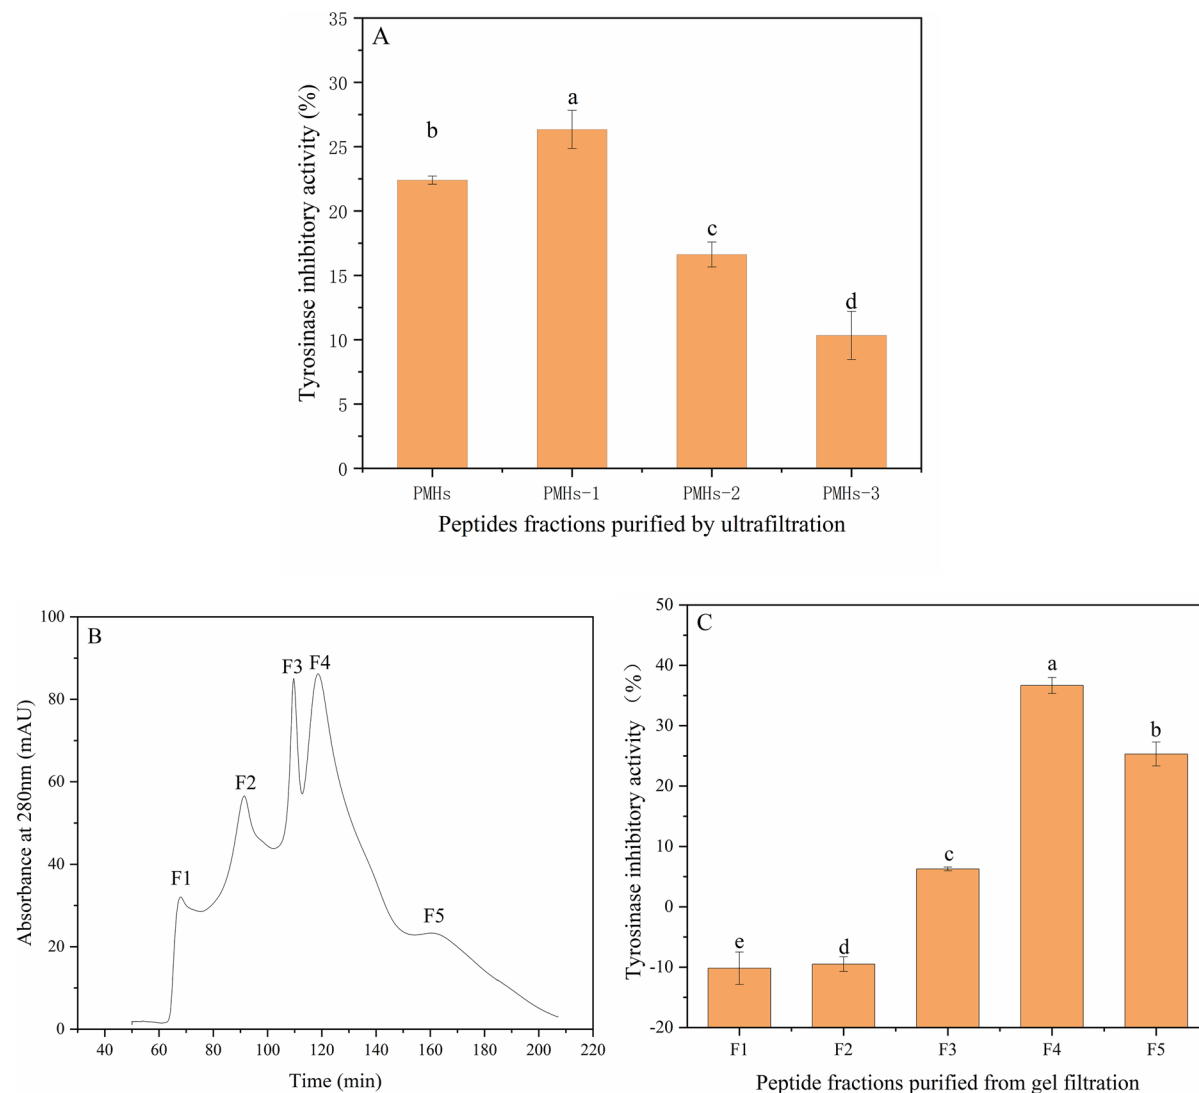 A
35
30
25
20
15
10
5
0
Tyrosinase inhibitory activity (%)
b
a
c
d
PMHs
PMHs-1
PMHs-2
PMHs-3
Peptides fractions purified by ultrafiltration
B
100
80
60
40
20
0
Absorbance at 280nm (mAU)
F1
F2
F3
F4
F5
40
60
80
100
120
140
160
180
200
220
Time (min)
C
50
40
30
20
10
0
-10
-20
Tyrosinase inhibitory activity （%）
e
d
c
a
b
F1
F2
F3
F4
F5
Peptide fractions purified from gel filtration